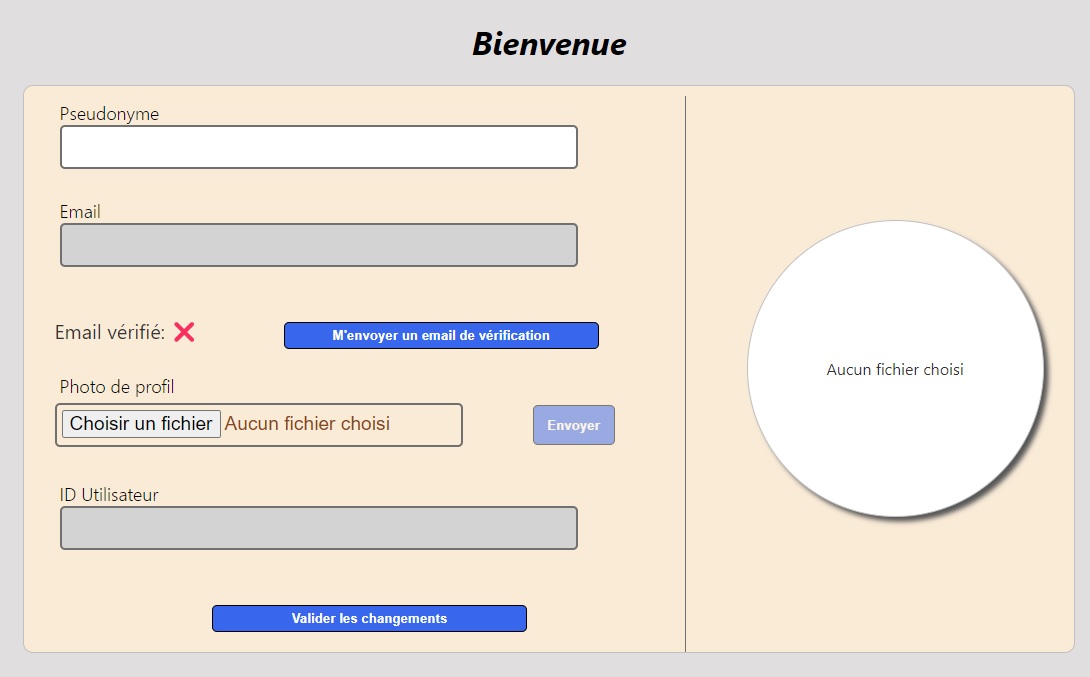 Bienvenue
Pseudonyme
Email
Email vérifié: ❌
M'envoyer un email de vérification
Photo de profil
Choisir un fichier Aucun fichier choisi
Envoyer
ID Utilisateur
Valider les changements
Aucun fichier choisi